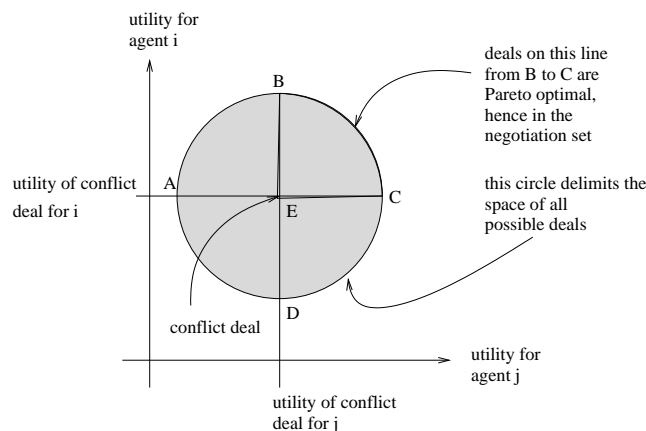 utility for
agent i
deals on this line
from B to C are
Pareto optimal,
hence in the
negotiation set
B
utility of conflict
deal for i
A
E
C
this circle delimits the
space of all
possible deals
conflict deal
D
utility for
agent j
utility of conflict
deal for j